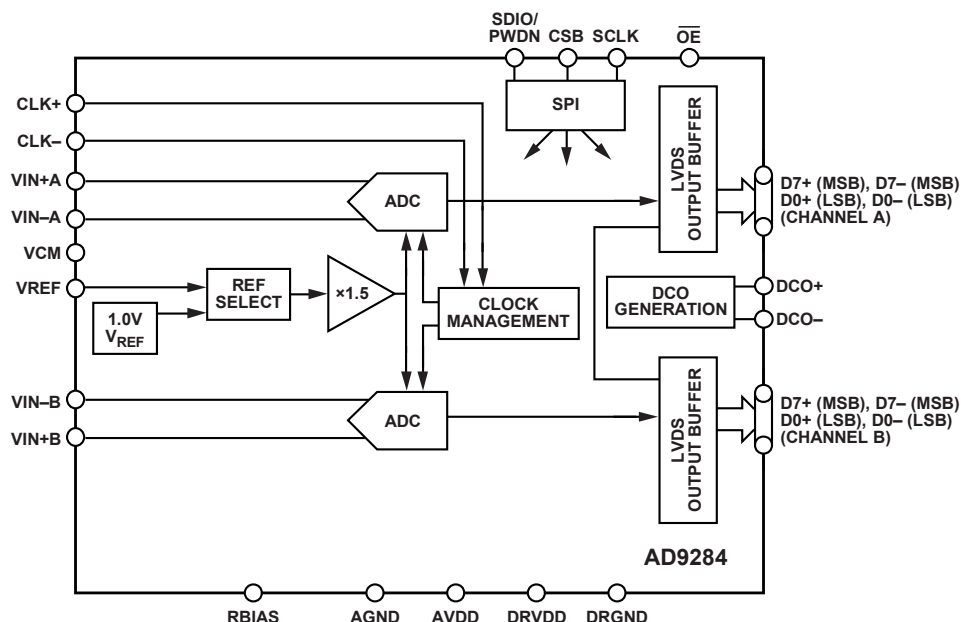 SDIO/
PWDN CSB SCLK OE
CLK+
CLK–
VIN+A
VIN–A
VCM
VREF
VIN–B
VIN+B
SPI
ADC
REF
SELECT
×1.5
1.0V
VREF
CLOCK
MANAGEMENT
ADC
LVDS
OUTPUT BUFFER
DCO
GENERATION
LVDS
OUTPUT BUFFER
D7+ (MSB), D7– (MSB)
D0+ (LSB), D0– (LSB)
(CHANNEL A)
DCO+
DCO–
D7+ (MSB), D7– (MSB)
D0+ (LSB), D0– (LSB)
(CHANNEL B)
AD9284
RBIAS AGND AVDD DRVDD DRGND